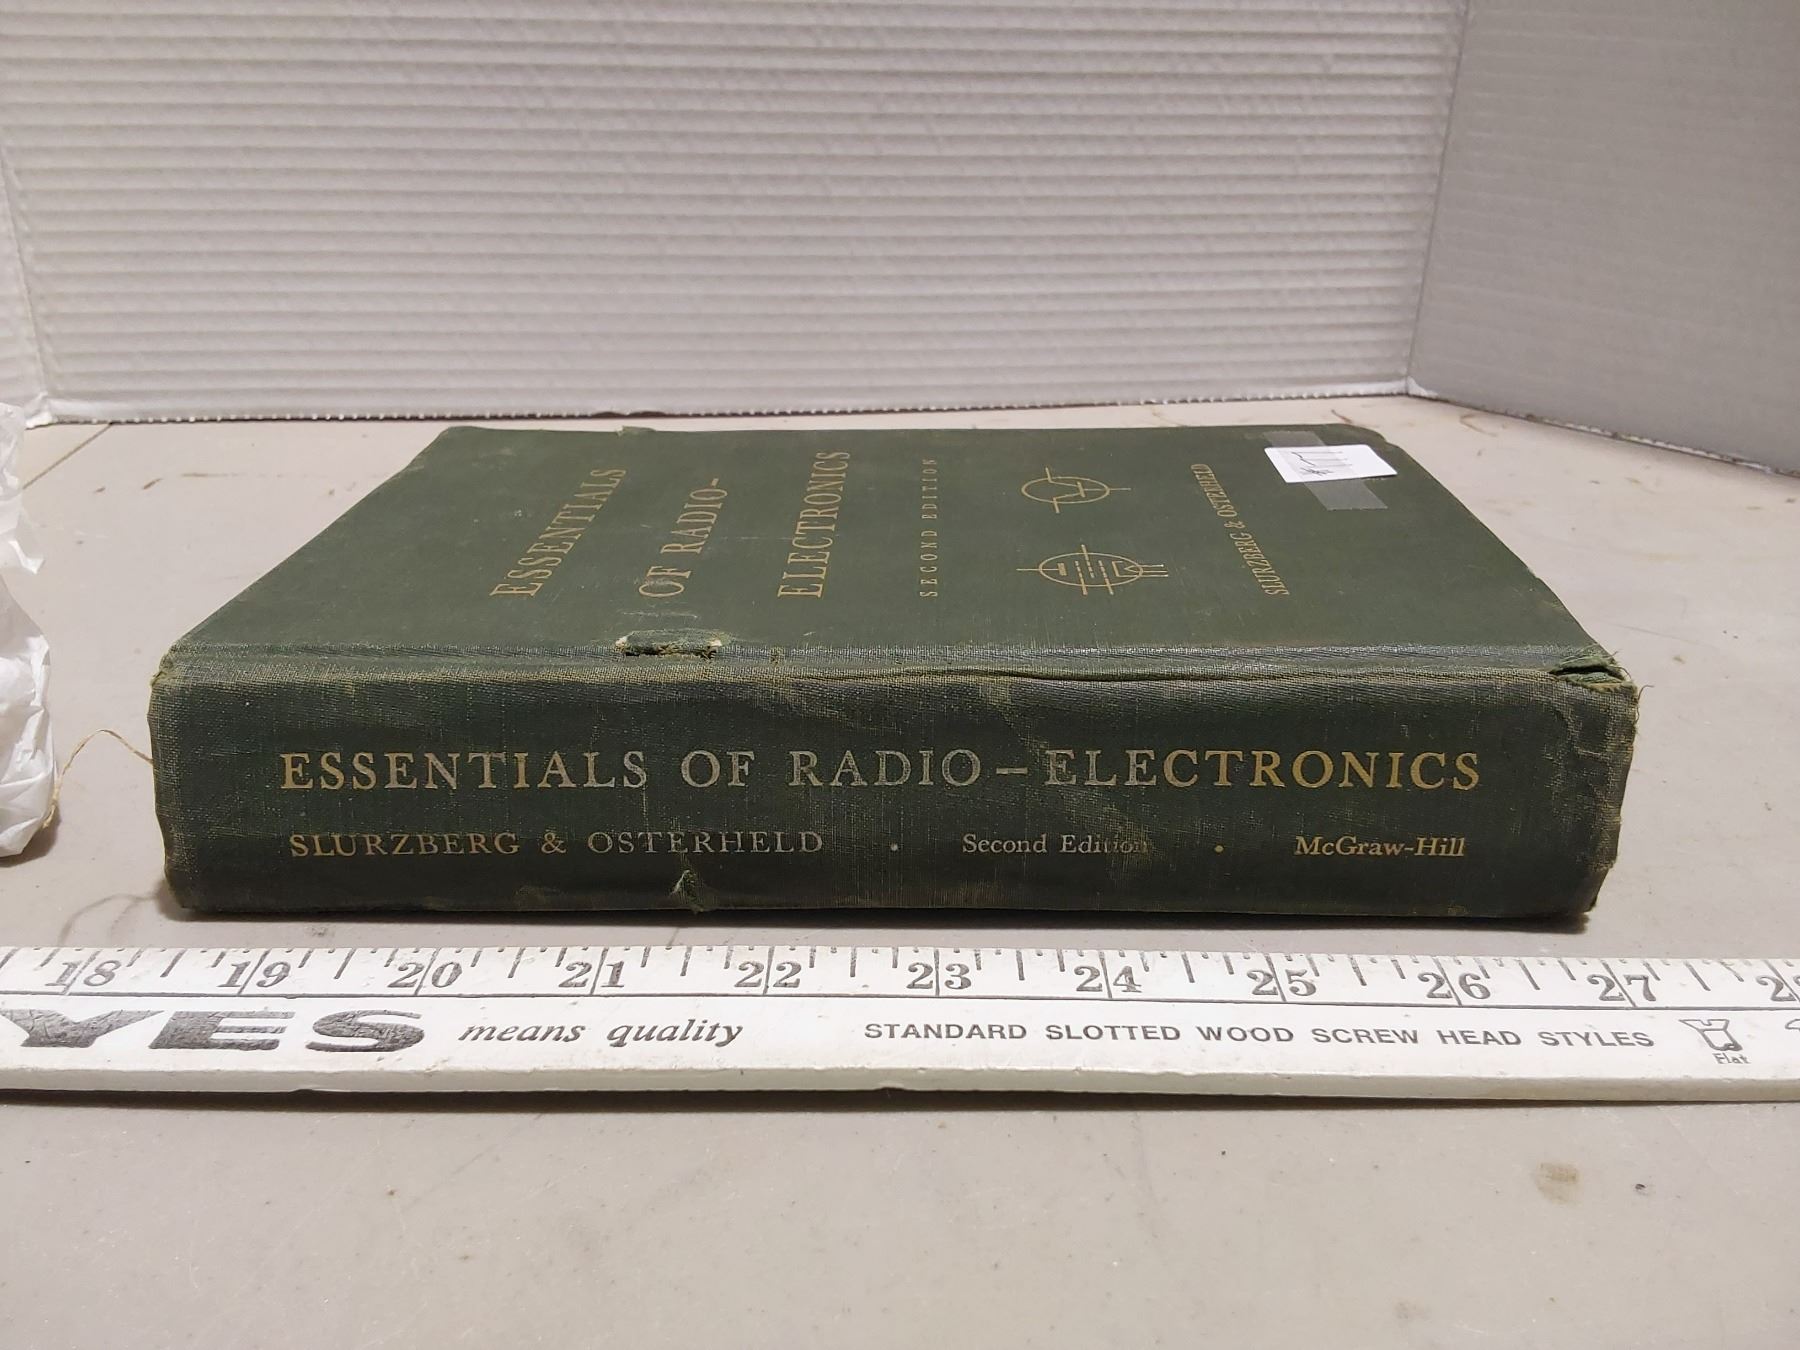 ESSENTIALS
OF RADIO-
ELECTRONICS
SECOND EDITION
SLURZBERG & OSTERHELD
ESSENTIALS OF RADIO–ELECTRONICS
SLURZBERG & OSTERHELD · Second Edition · McGraw-Hill
18 19 20 21 22 23 24 25 26 27
YES means quality STANDARD SLOTTED WOOD SCREW HEAD STYLES
Flat